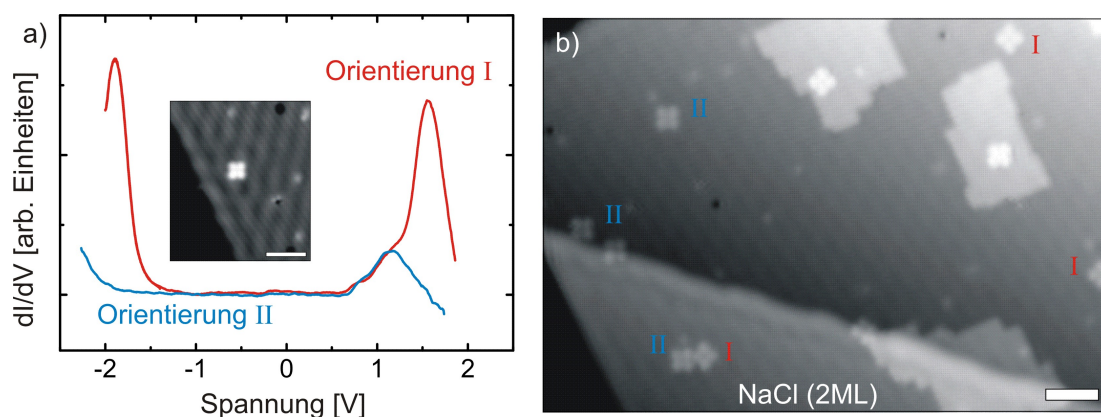 a)
dI/dV [arb. Einheiten]
Orientierung I
Orientierung II
-2
-1
0
1
2
Spannung [V]
b)
I
II
II
I
II
I
NaCl (2ML)